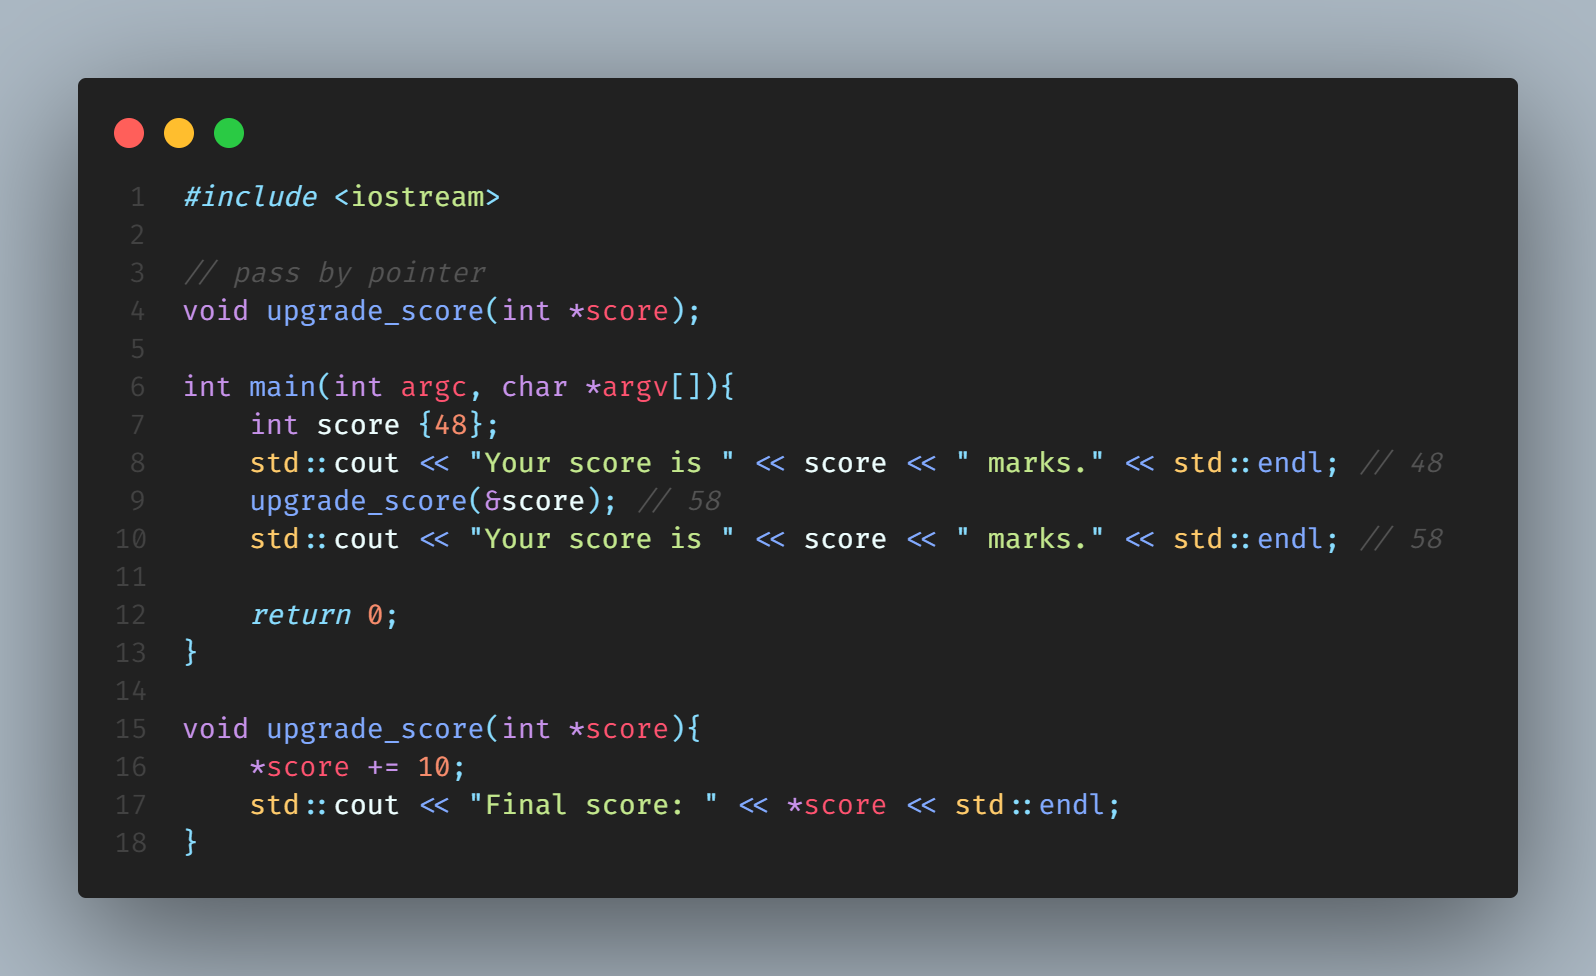 1 #include <iostream>
2
3 // pass by pointer
4 void upgrade_score(int *score);
5
6 int main(int argc, char *argv[]){
7     int score {48};
8     std::cout << "Your score is " << score << " marks." << std::endl; // 48
9     upgrade_score(&score); // 58
10     std::cout << "Your score is " << score << " marks." << std::endl; // 58
11
12     return 0;
13 }
14
15 void upgrade_score(int *score){
16     *score += 10;
17     std::cout << "Final score: " << *score << std::endl;
18 }